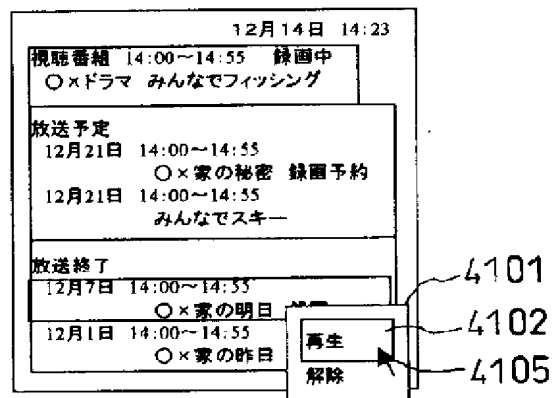 12月14日 14:23
視聴番組 14:00～14:55 録画中
○×ドラマ みんなでフィッシング
放送予定
12月21日 14:00～14:55
○×家の秘密 録画予約
12月21日 14:00～14:55
みんなでスキー
放送終了
12月7日 14:00～14:55
○×家の明日
12月1日 14:00～14:55
○×家の昨日
再生
解除
4101
4102
4105